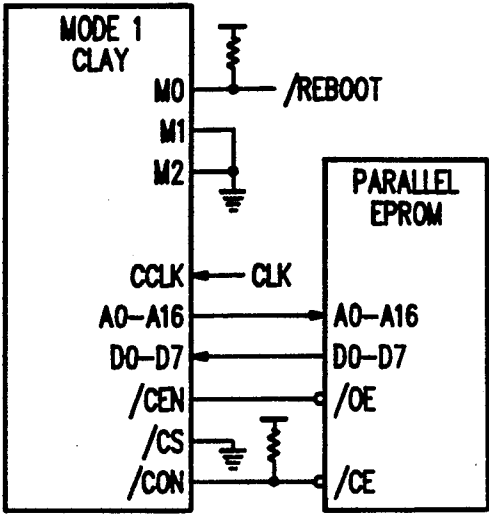 MODE 1
CLAY
M0
/REBOOT
M1
M2
PARALLEL
EPROM
CCLK
CLK
A0-A16
A0-A16
D0-D7
D0-D7
/CEN
/OE
/CS
/CON
/CE